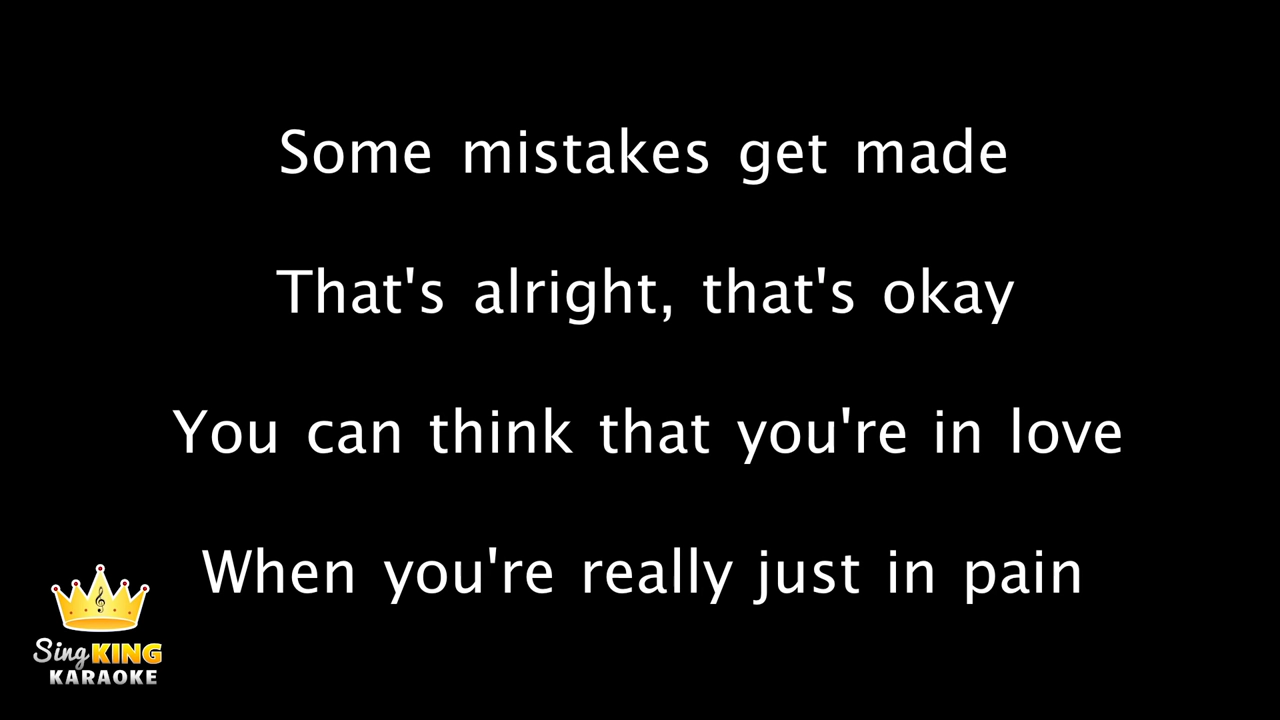 Some mistakes get made
That's alright, that's okay
You can think that you're in love
When you're really just in pain
Sing KING
KARAOKE